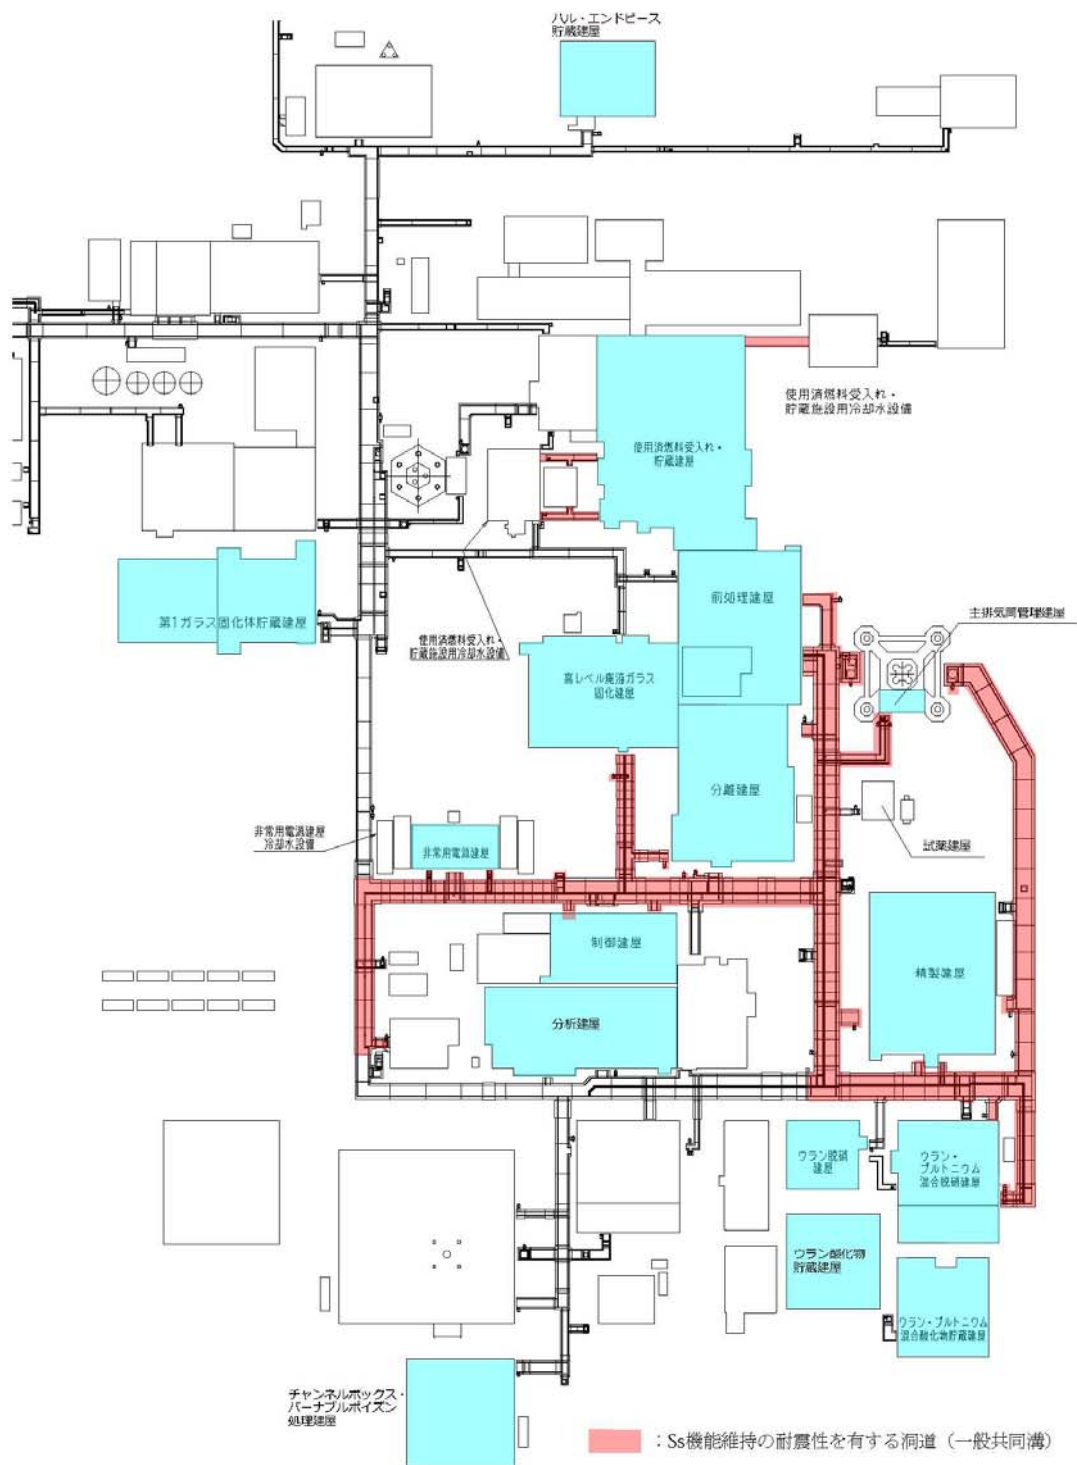 ハル・エンドピース
貯蔵建屋
使用済燃料受入れ・
貯蔵施設用冷却水設備
使用済燃料受入れ・
貯蔵建屋
前処理建屋
主排気筒管理建屋
第1ガラス固化体貯蔵建屋
使用済燃料受入れ・
貯蔵施設用冷却水設備
高レベル廃液ガラス
固化建屋
分離建屋
非常用電源建屋
冷却水設備
非常用電源建屋
試薬建屋
制御建屋
精製建屋
分析建屋
ウラン脱硝
建屋
ウラン・
プルトニウム
混合脱硝建屋
ウラン酸化物
貯蔵建屋
ウラン・プルトニウム
混合酸化物貯蔵建屋
チャンネルボックス・
バーナブルポイズン
処理建屋
：Ss機能維持の耐震性を有する洞道（一般共同溝）